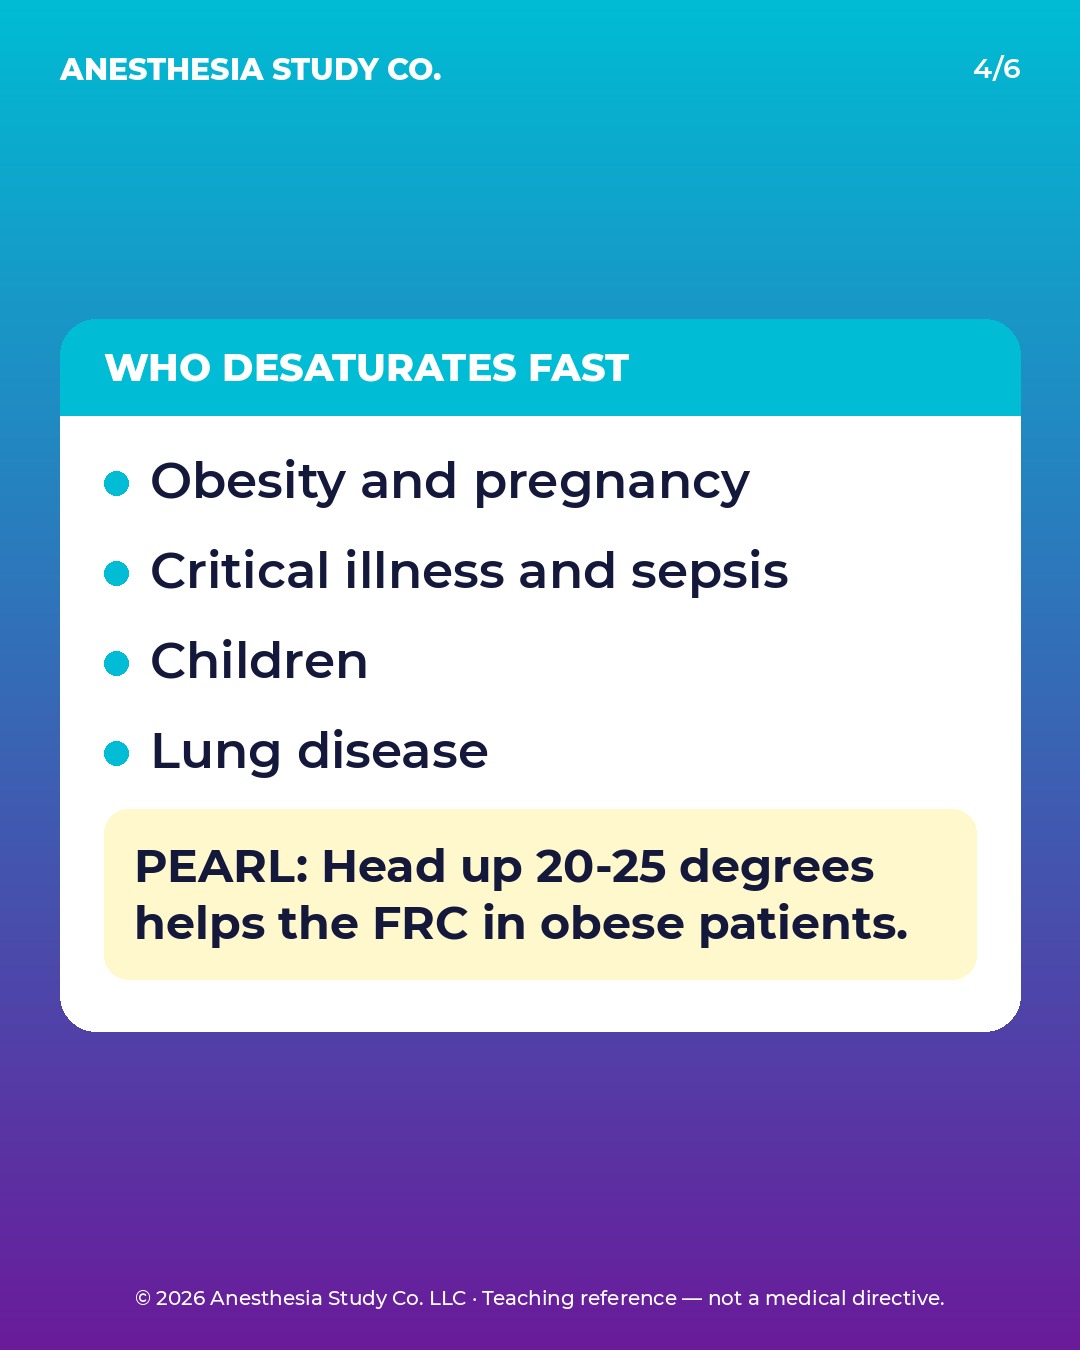 ANESTHESIA STUDY CO.
4/6
WHO DESATURATES FAST
Obesity and pregnancy
Critical illness and sepsis
Children
Lung disease
PEARL: Head up 20-25 degrees
helps the FRC in obese patients.
© 2026 Anesthesia Study Co. LLC · Teaching reference — not a medical directive.